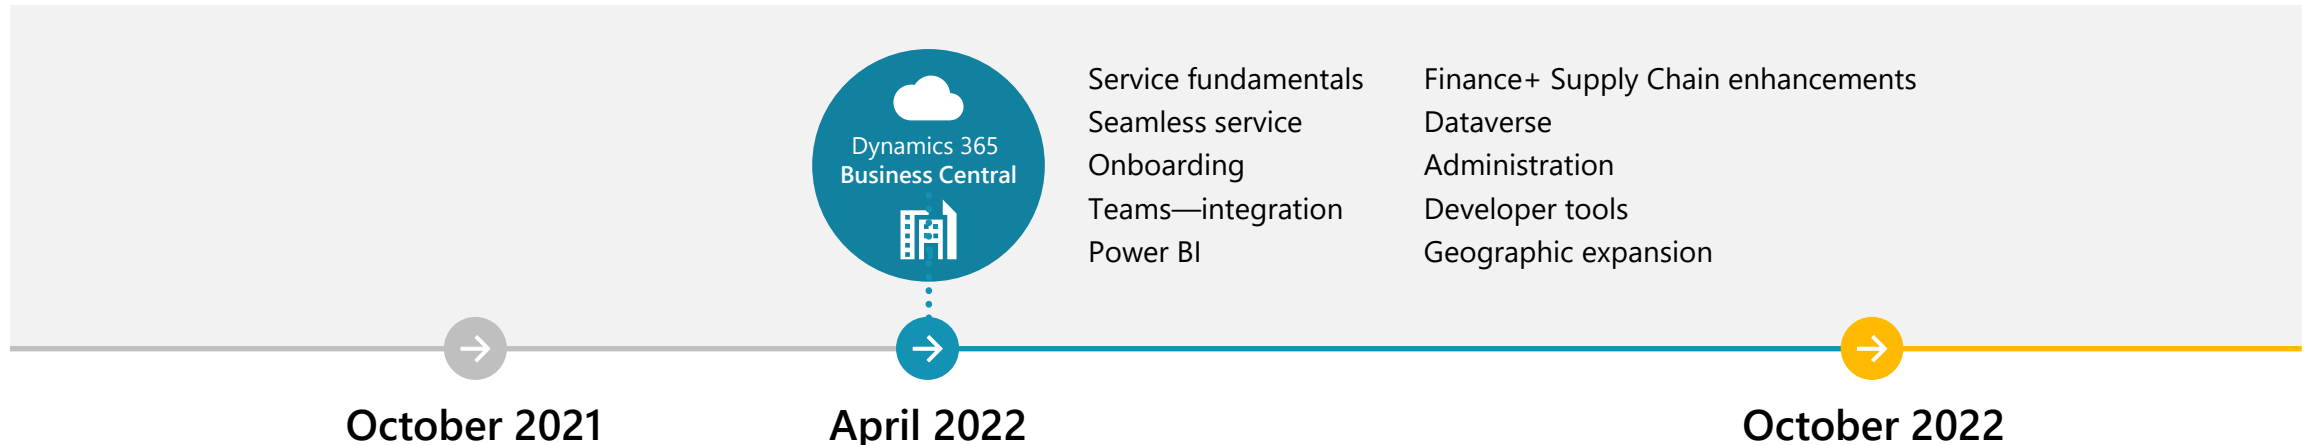 Dynamics 365
Business Central
Service fundamentals
Seamless service
Onboarding
Teams—integration
Power BI
Finance+ Supply Chain enhancements
Dataverse
Administration
Developer tools
Geographic expansion
October 2021
April 2022
October 2022